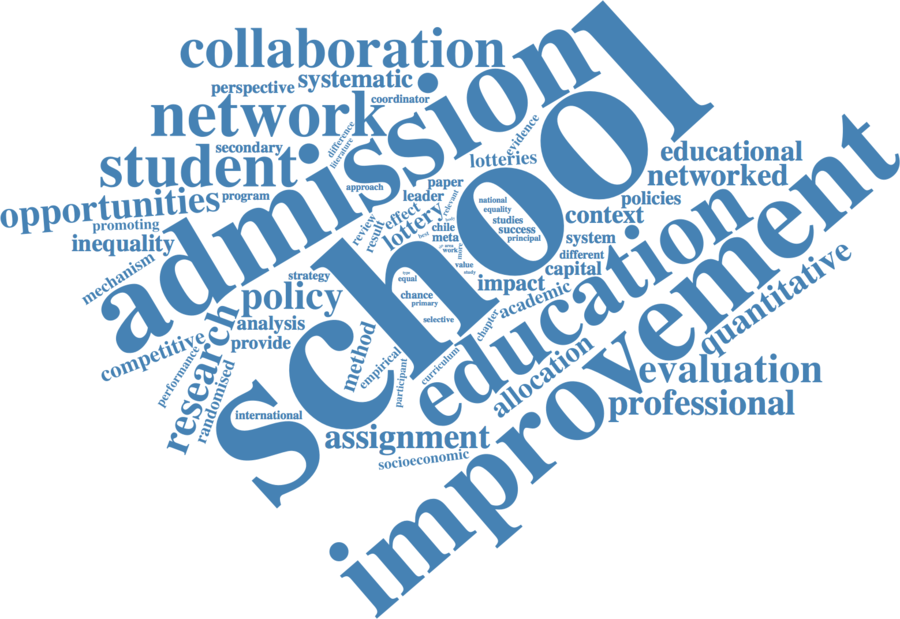 collaboration
perspective
systematic
coordinator
network
admission
school
difference
literature
evidence
secondary
student
lotteries
educational
networked
approach
paper
leader
relevant
national
equality
policies
opportunities
program
promoting
review
result
effect
lottery
chile
meta
studies
success
principal
context
system
inequality
mechanism
work
value
study
different
capital
strategy
type
equal
impact
policy
chance
primary
academic
education
improvement
quantitative
research
analysis
provide
selective
chapter
competitive
performance
randomised
method
empirical
participant
curriculum
allocation
evaluation
professional
international
assignment
socioeconomic